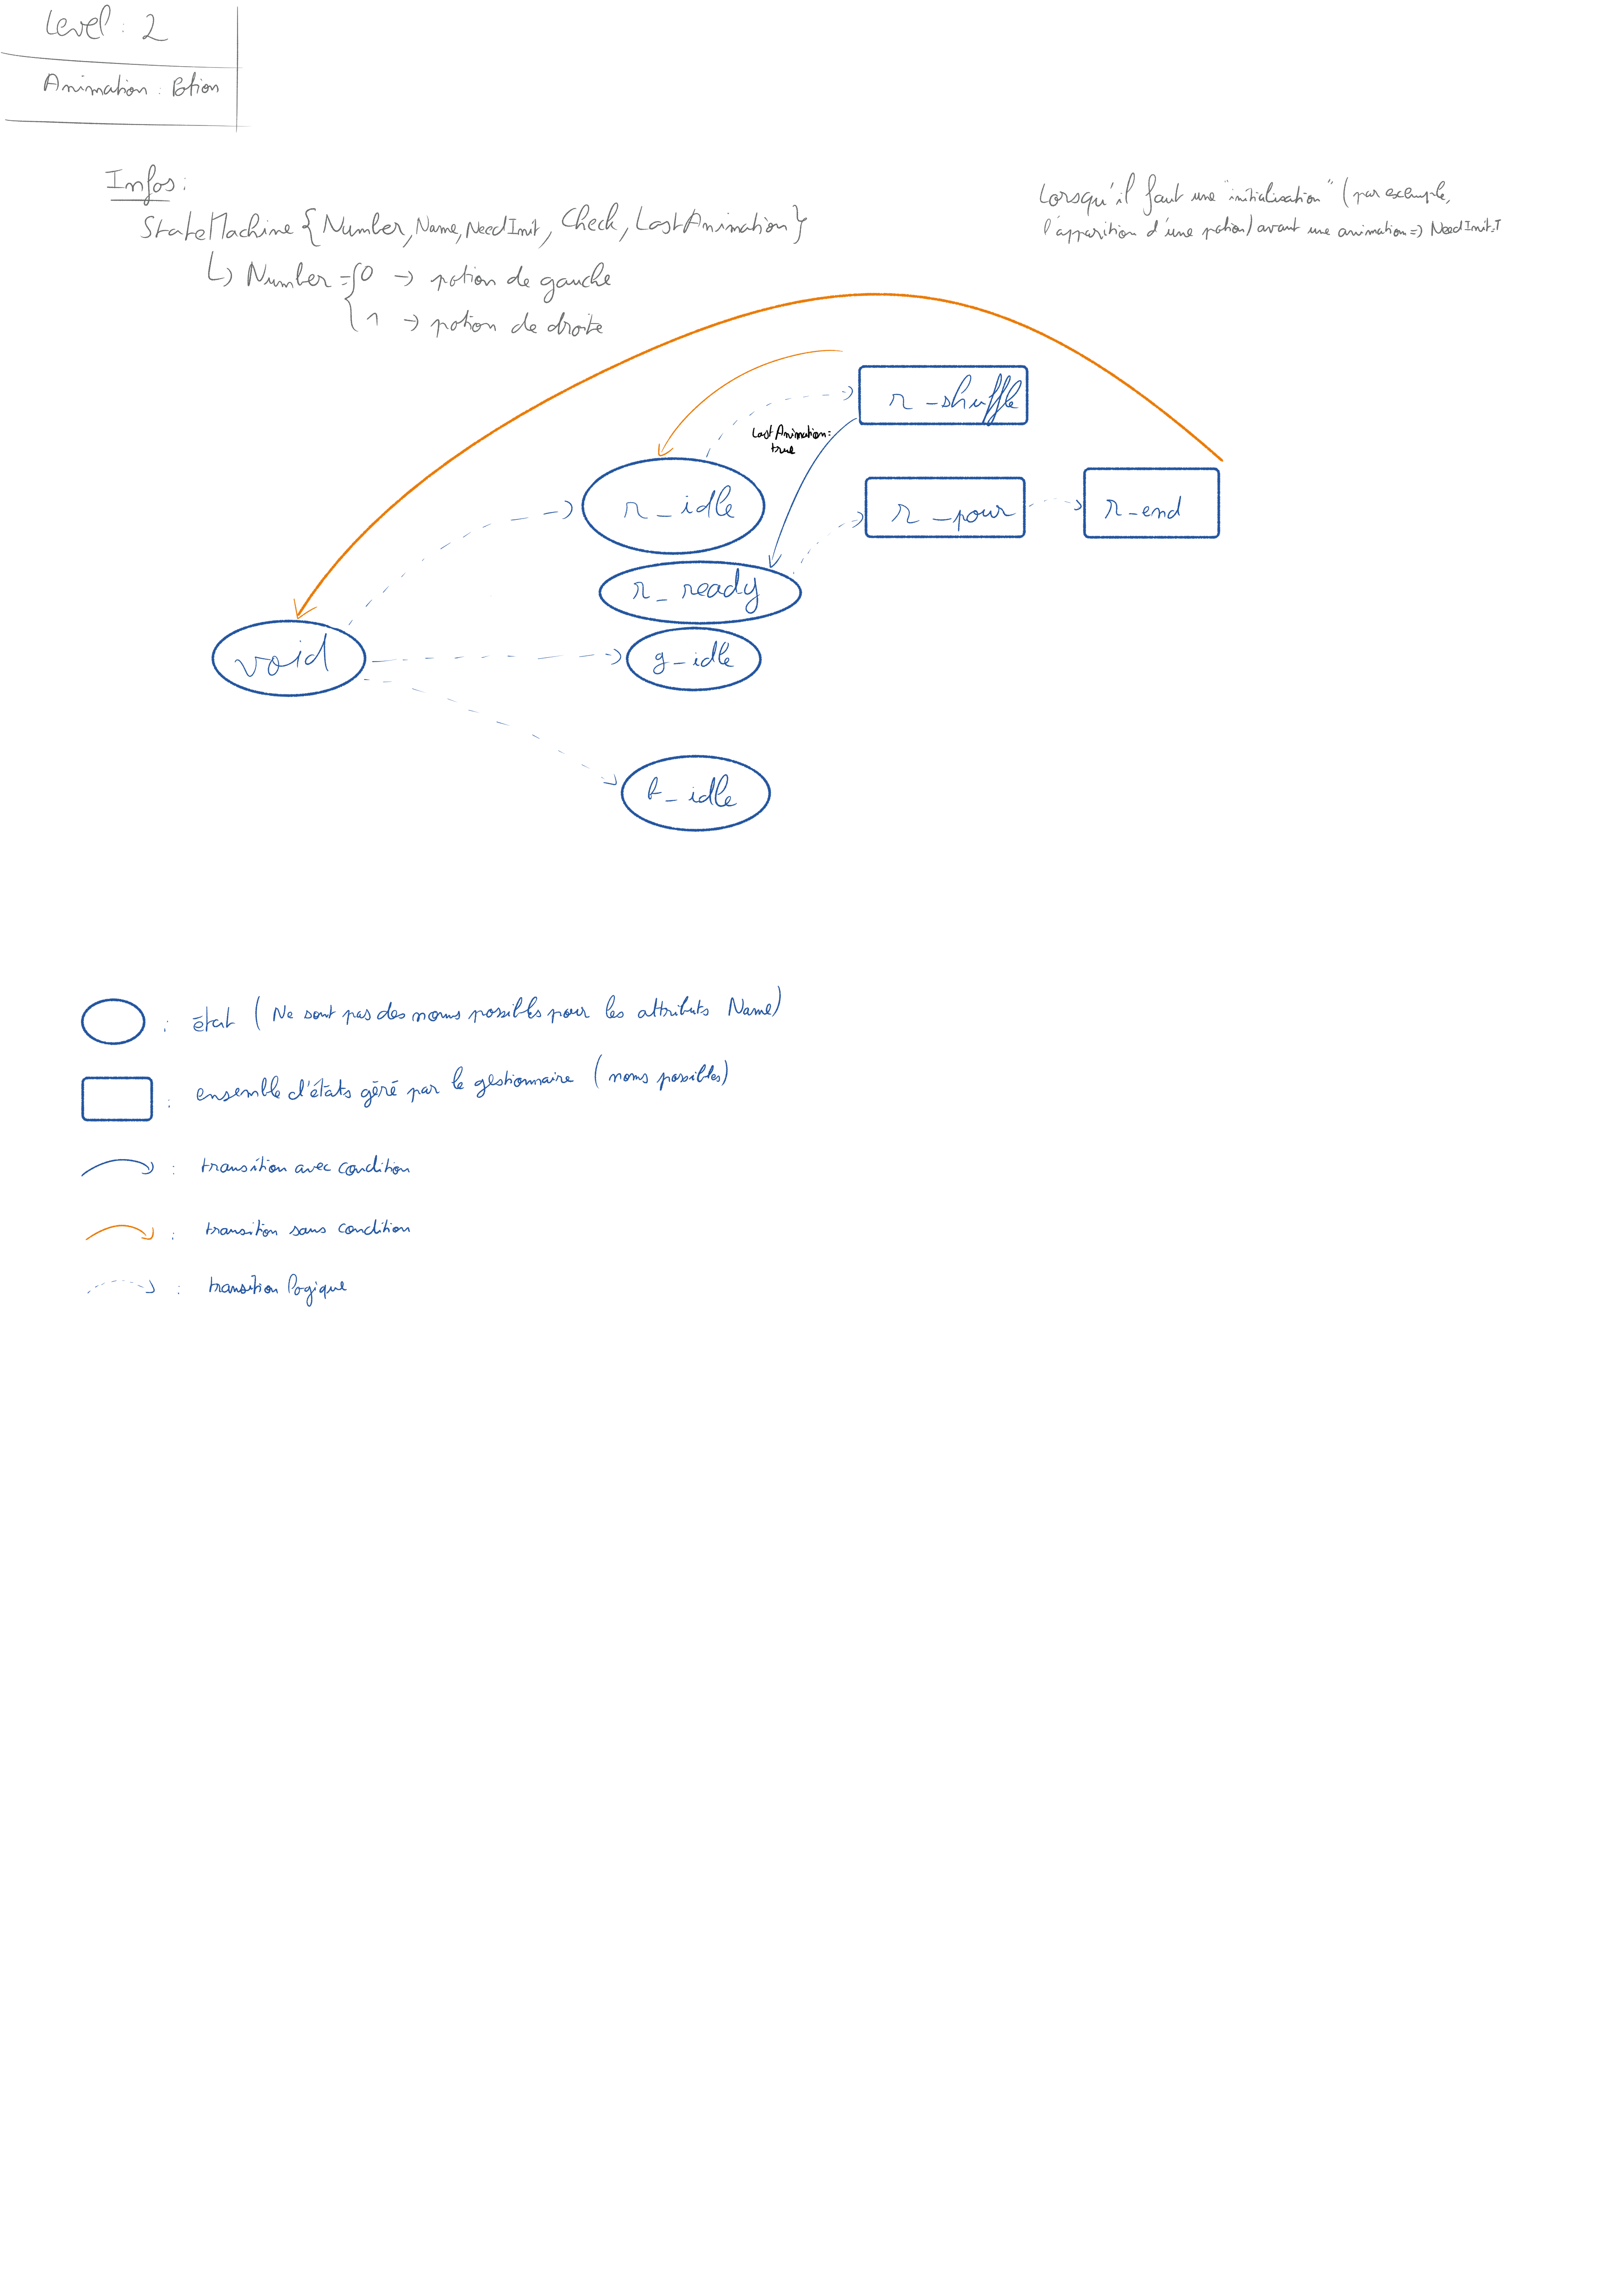 Level : 2
Animation : Potion
Infos :
StateMachine {Number, Name, NeedInit, Check, LastAnimation}
↳ Number = { 0 → potion de gauche
1 → potion de droite
Lorsqu'il faut une "initialisation" (par exemple,
l'apparition d'une potion) avant une animation => NeedInit=T
r_shuffle
LastAnimation:
true
r_idle
r_pour
r_end
r_ready
void
g_idle
b_idle
: état (Ne sont pas des noms possibles pour les attributs Name)
: ensemble d'états géré par le gestionnaire (noms possibles)
: transition avec condition
: transition sans condition
: transition logique